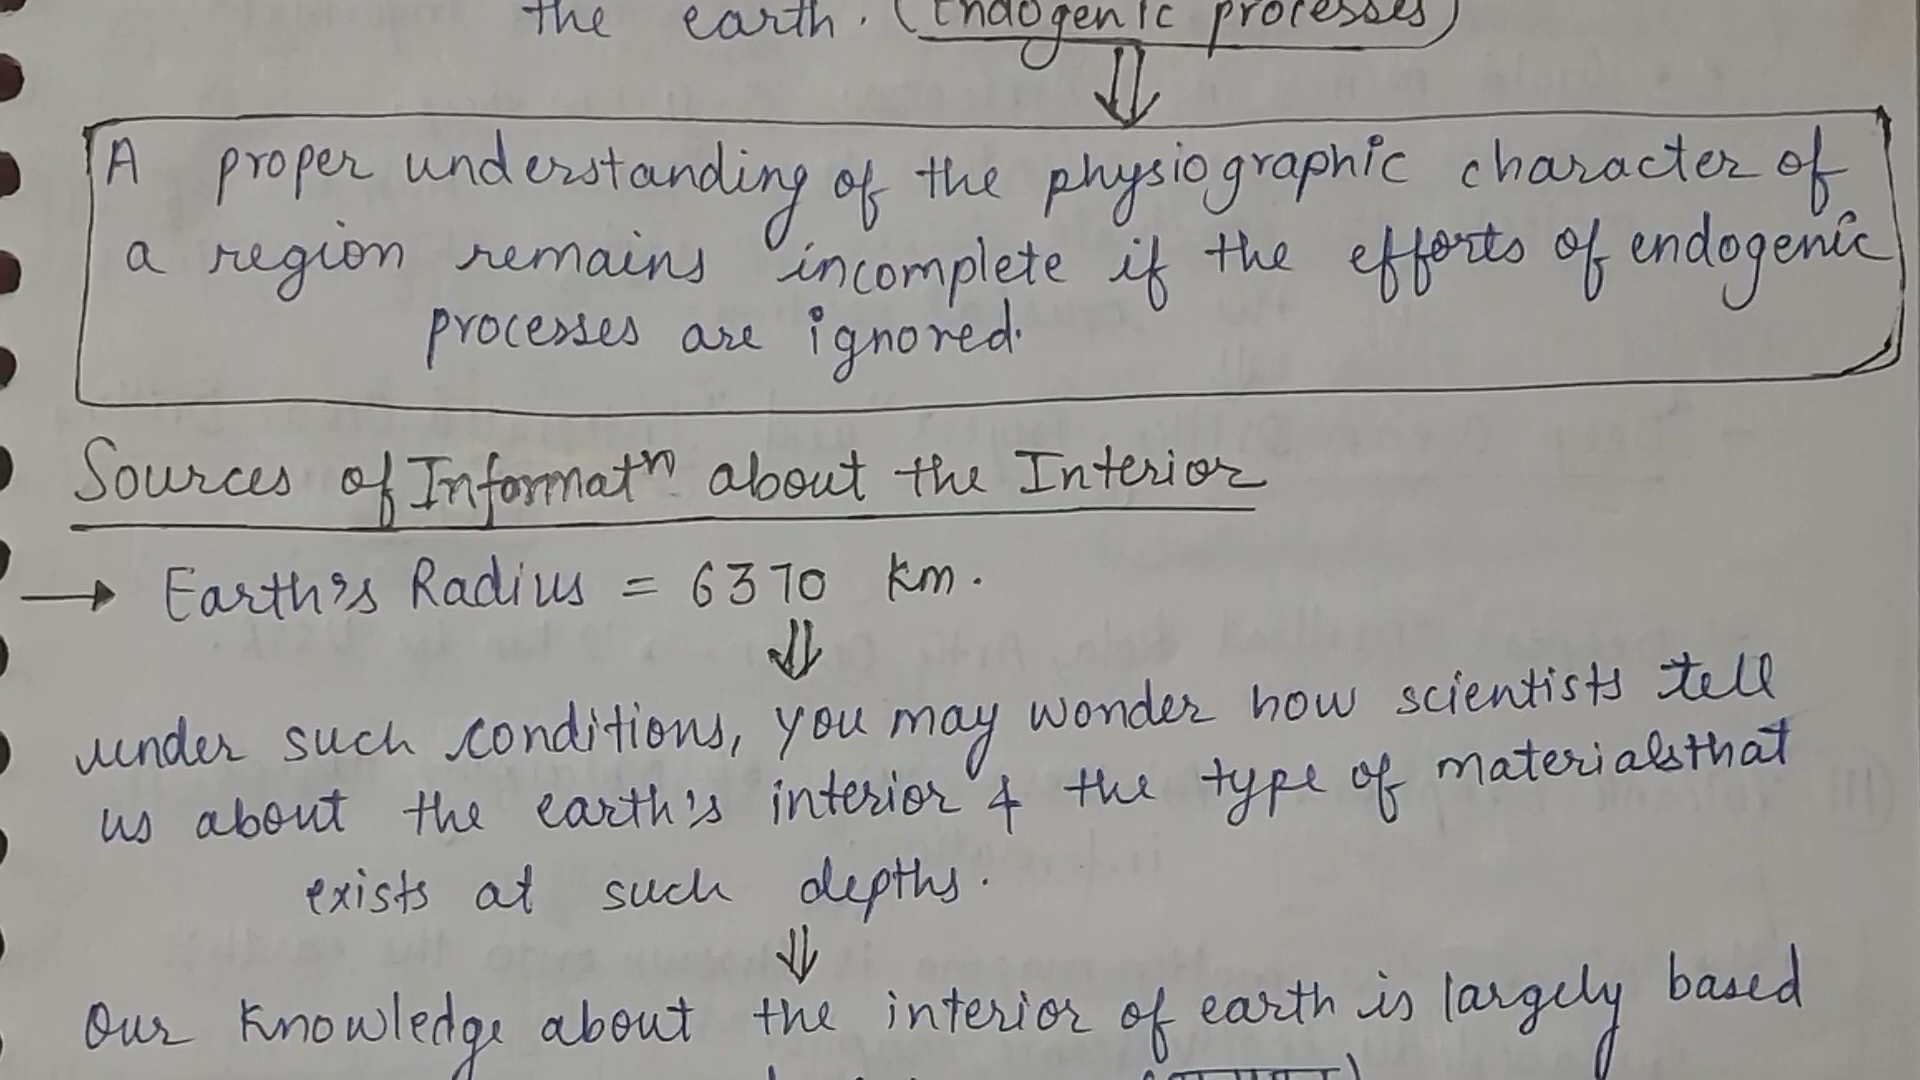 the earth. (Endogenic processes)
A proper understanding of the physiographic character of
a region remains incomplete if the efforts of endogenic
processes are ignored.
Sources of Informatn about the Interior
→ Earth's Radius = 6370 km.
under such conditions, you may wonder how scientists tell
us about the earth's interior & the type of materials that
exists at such depths.
Our knowledge about the interior of earth is largely based